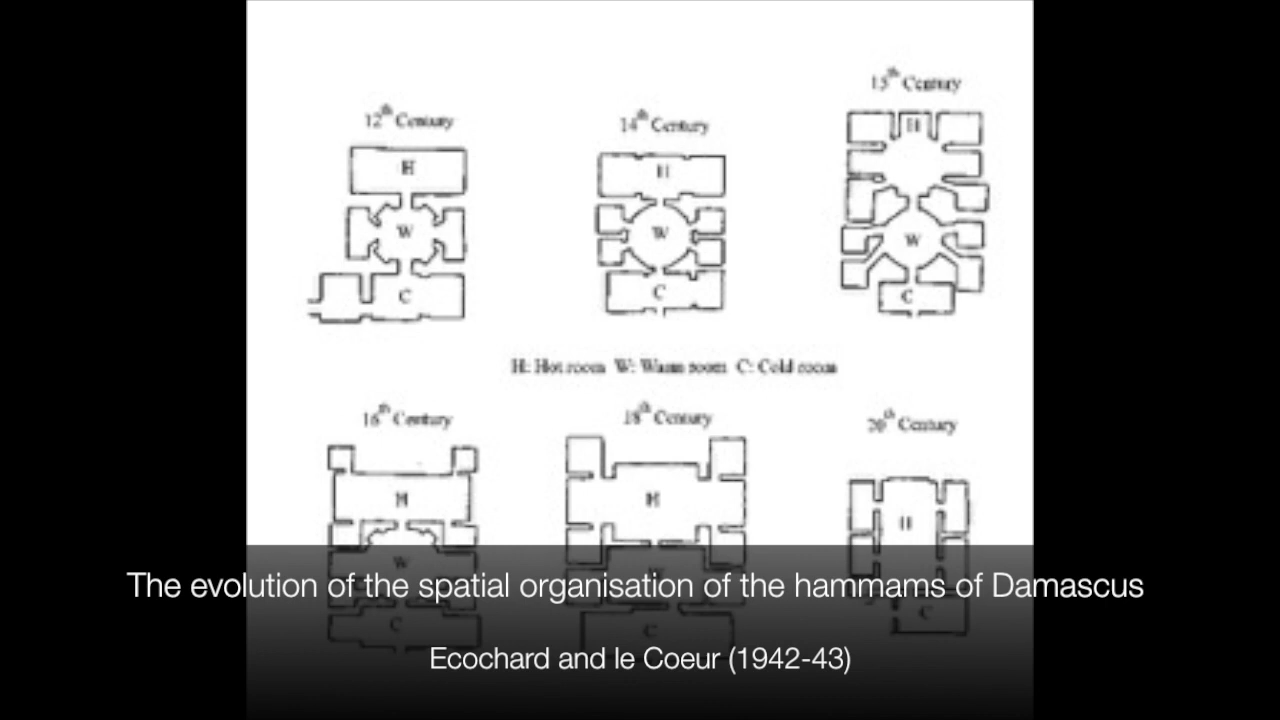 15th Century
12th Century
14th Century
H
H
H
W
W
W
C
C
C
H: Hot room W: Warm room C: Cold room
16th Century
18th Century
20th Century
H
H
H
W
W
C
C
C
The evolution of the spatial organisation of the hammams of Damascus
Ecochard and le Coeur (1942-43)